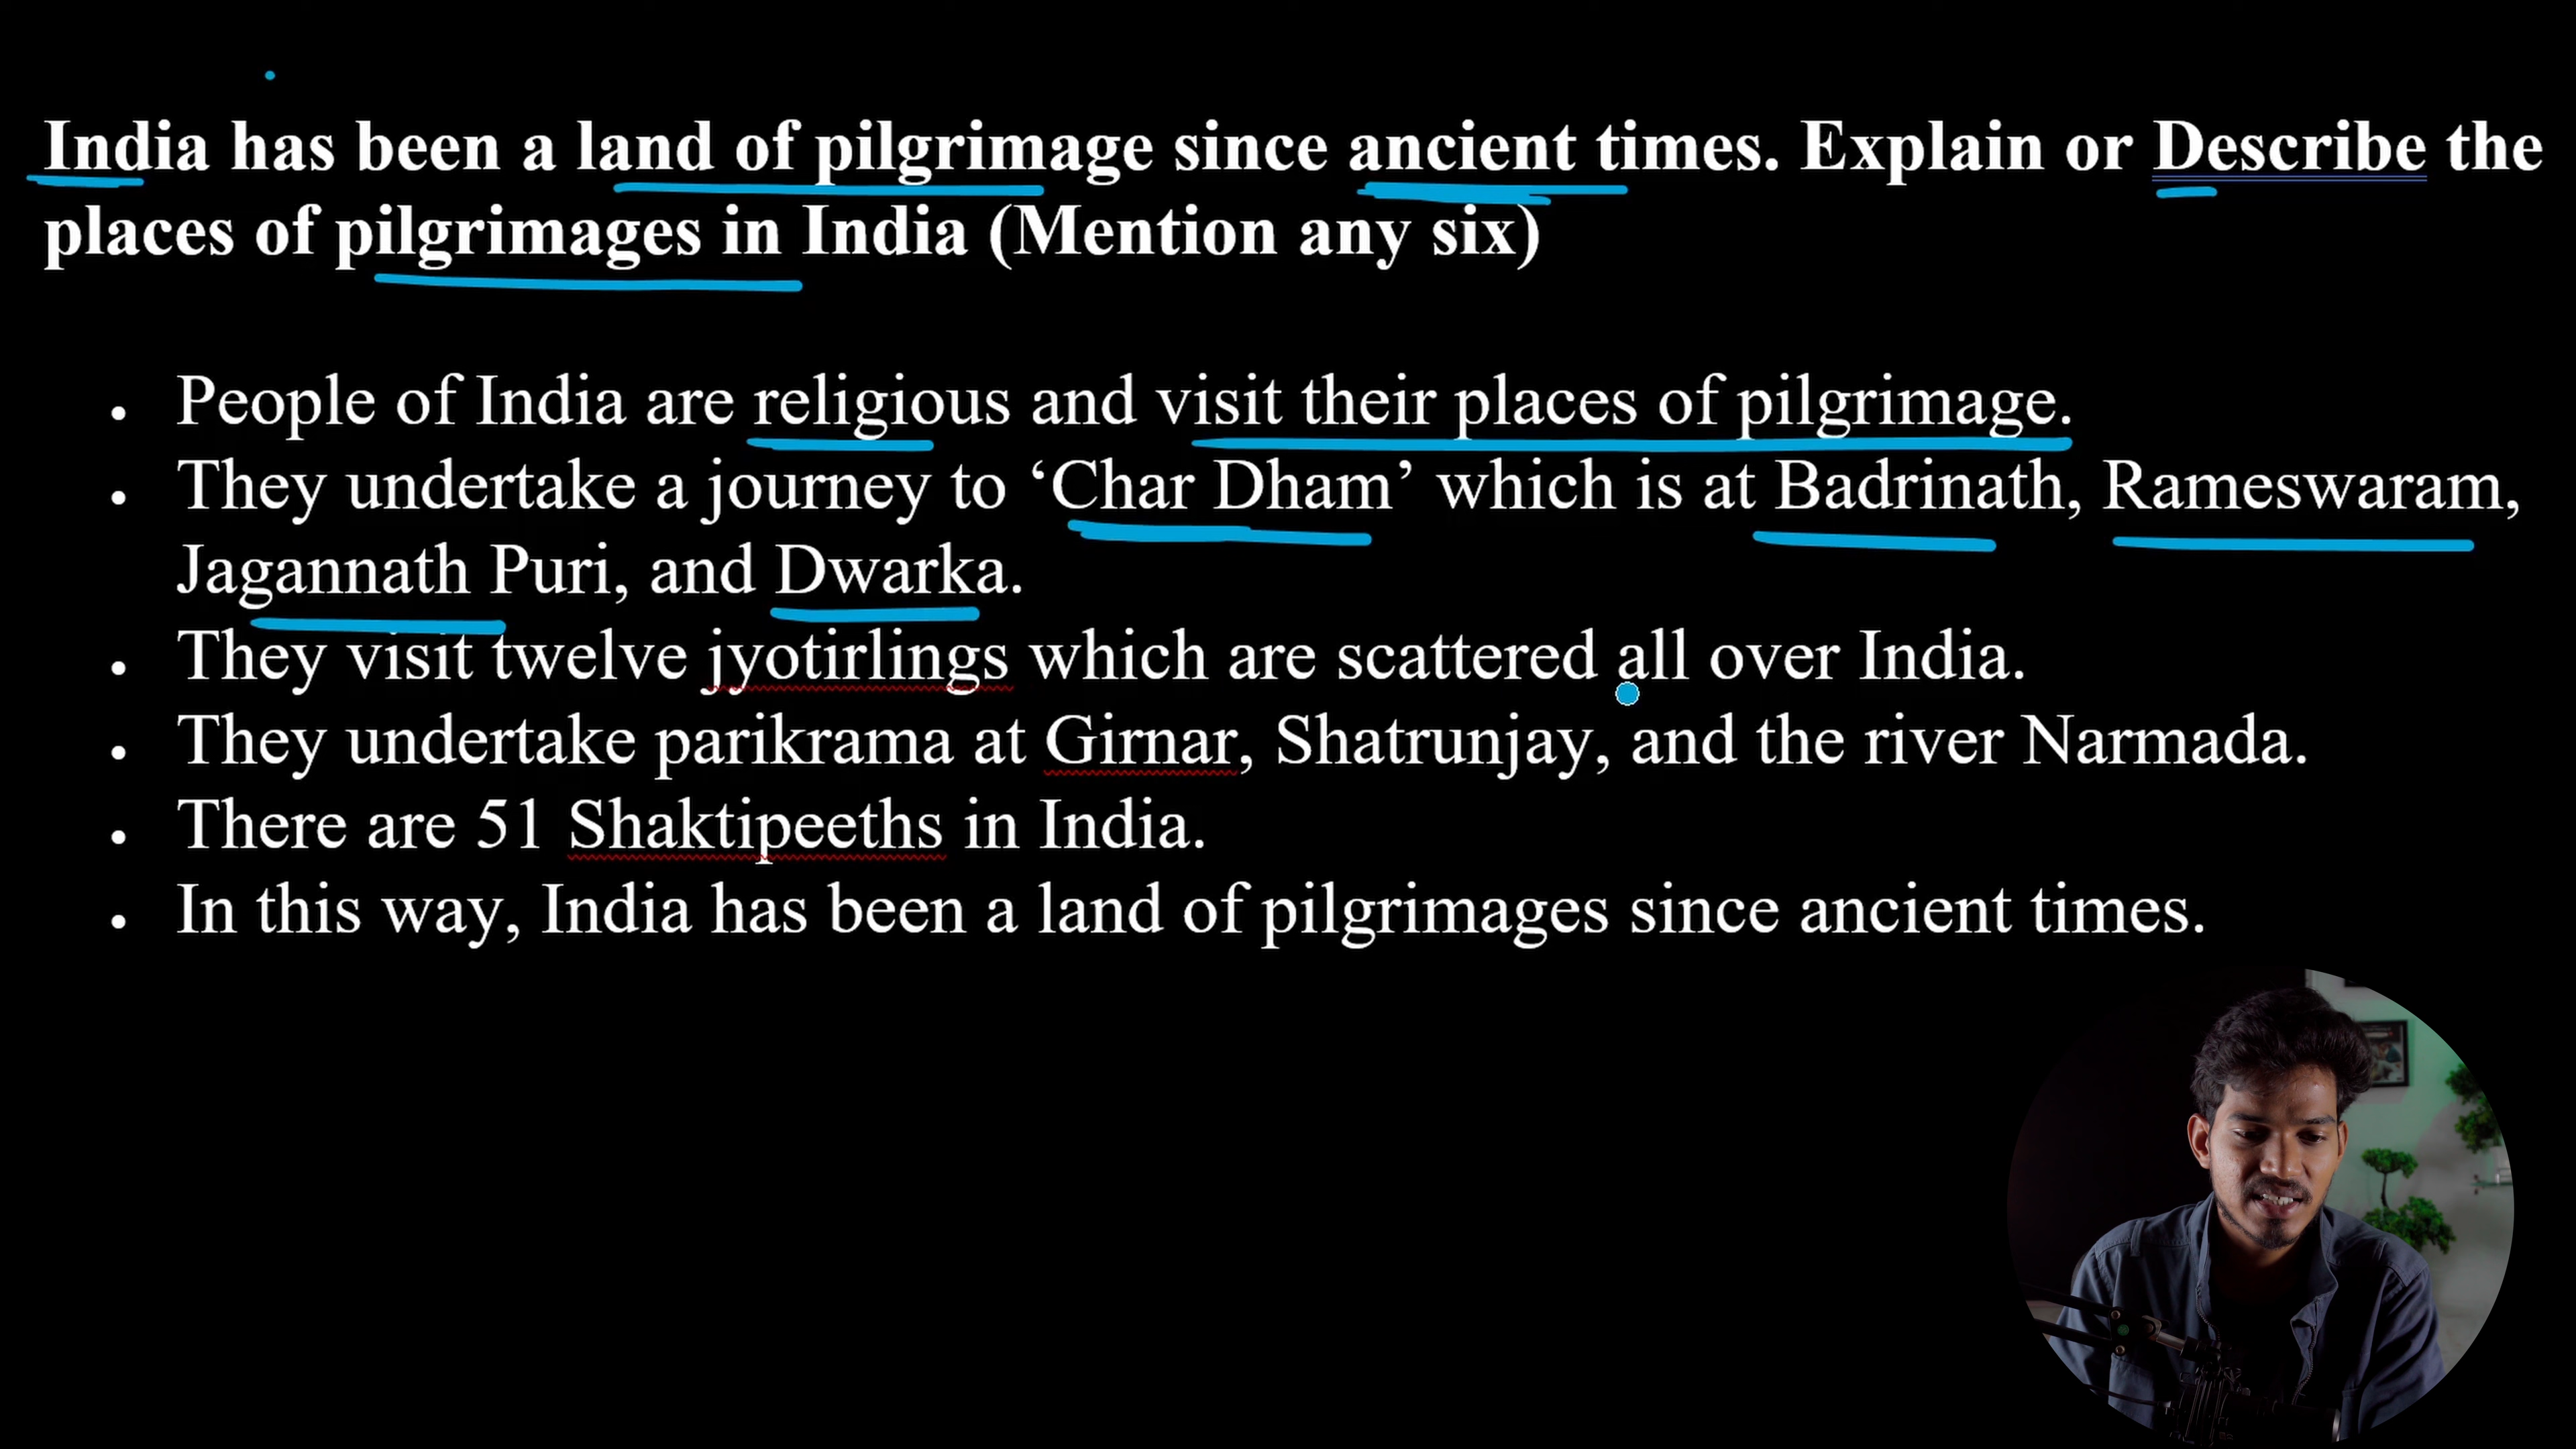 India has been a land of pilgrimage since ancient times. Explain or Describe the
places of pilgrimages in India (Mention any six)
• People of India are religious and visit their places of pilgrimage.
• They undertake a journey to ‘Char Dham’ which is at Badrinath, Rameswaram,
Jagannath Puri, and Dwarka.
• They visit twelve jyotirlings which are scattered all over India.
• They undertake parikrama at Girnar, Shatrunjay, and the river Narmada.
• There are 51 Shaktipeeths in India.
• In this way, India has been a land of pilgrimages since ancient times.